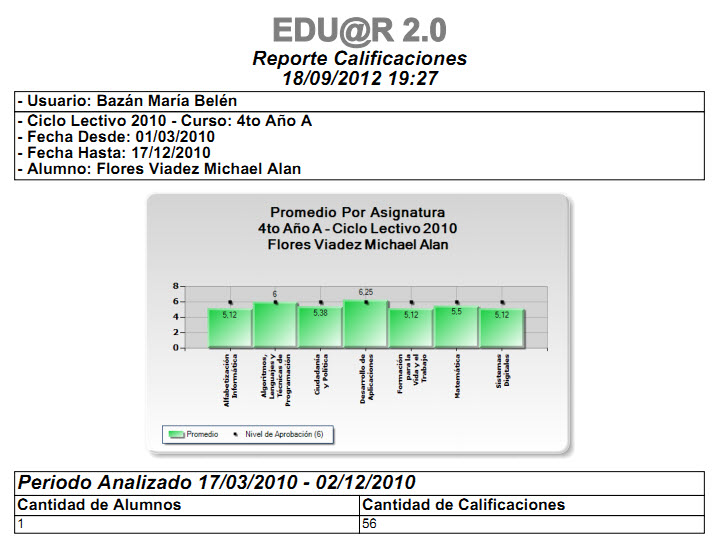 EDU@R 2.0
Reporte Calificaciones
18/09/2012 19:27
- Usuario: Bazán María Belén
- Ciclo Lectivo 2010 - Curso: 4to Año A
- Fecha Desde: 01/03/2010
- Fecha Hasta: 17/12/2010
- Alumno: Flores Viadez Michael Alan
Promedio Por Asignatura
4to Año A - Ciclo Lectivo 2010
Flores Viadez Michael Alan
8
6
4
2
0
5,12
6
5,38
6,25
5,12
5,5
5,12
Alfabetización
Informática
Algoritmos,
Lenguajes y
Técnicas de
Programación
Ciudadanía
y Política
Desarrollo de
Aplicaciones
Formación
para la
Vida y el
Trabajo
Matemática
Sistemas
Digitales
Promedio
Nivel de Aprobación (6)
Periodo Analizado 17/03/2010 - 02/12/2010
Cantidad de Alumnos
Cantidad de Calificaciones
1
56